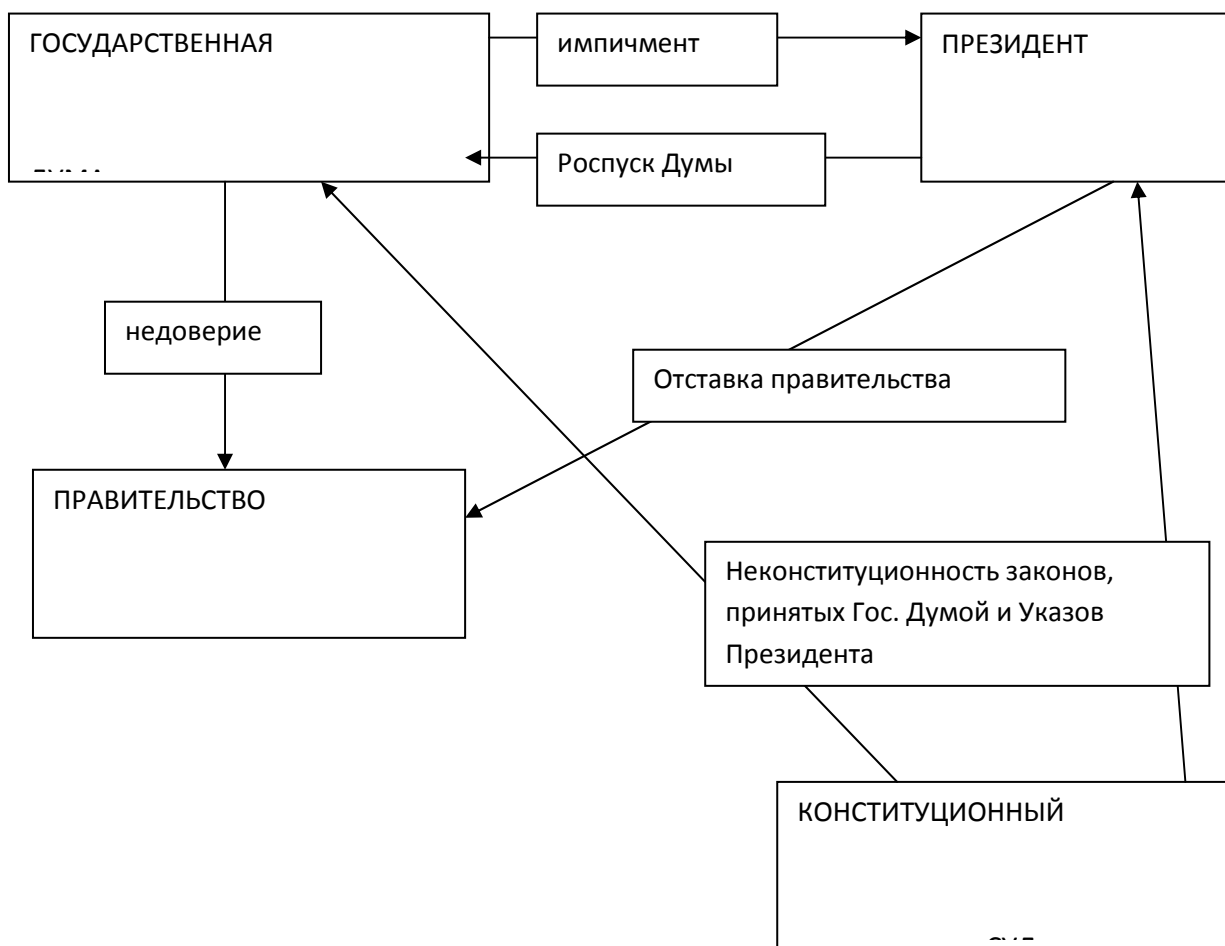 ГОСУДАРСТВЕННАЯ
импичмент
ПРЕЗИДЕНТ
Роспуск Думы
недоверие
Отставка правительства
ПРАВИТЕЛЬСТВО
Неконституционность законов,
принятых Гос. Думой и Указов
Президента
КОНСТИТУЦИОННЫЙ